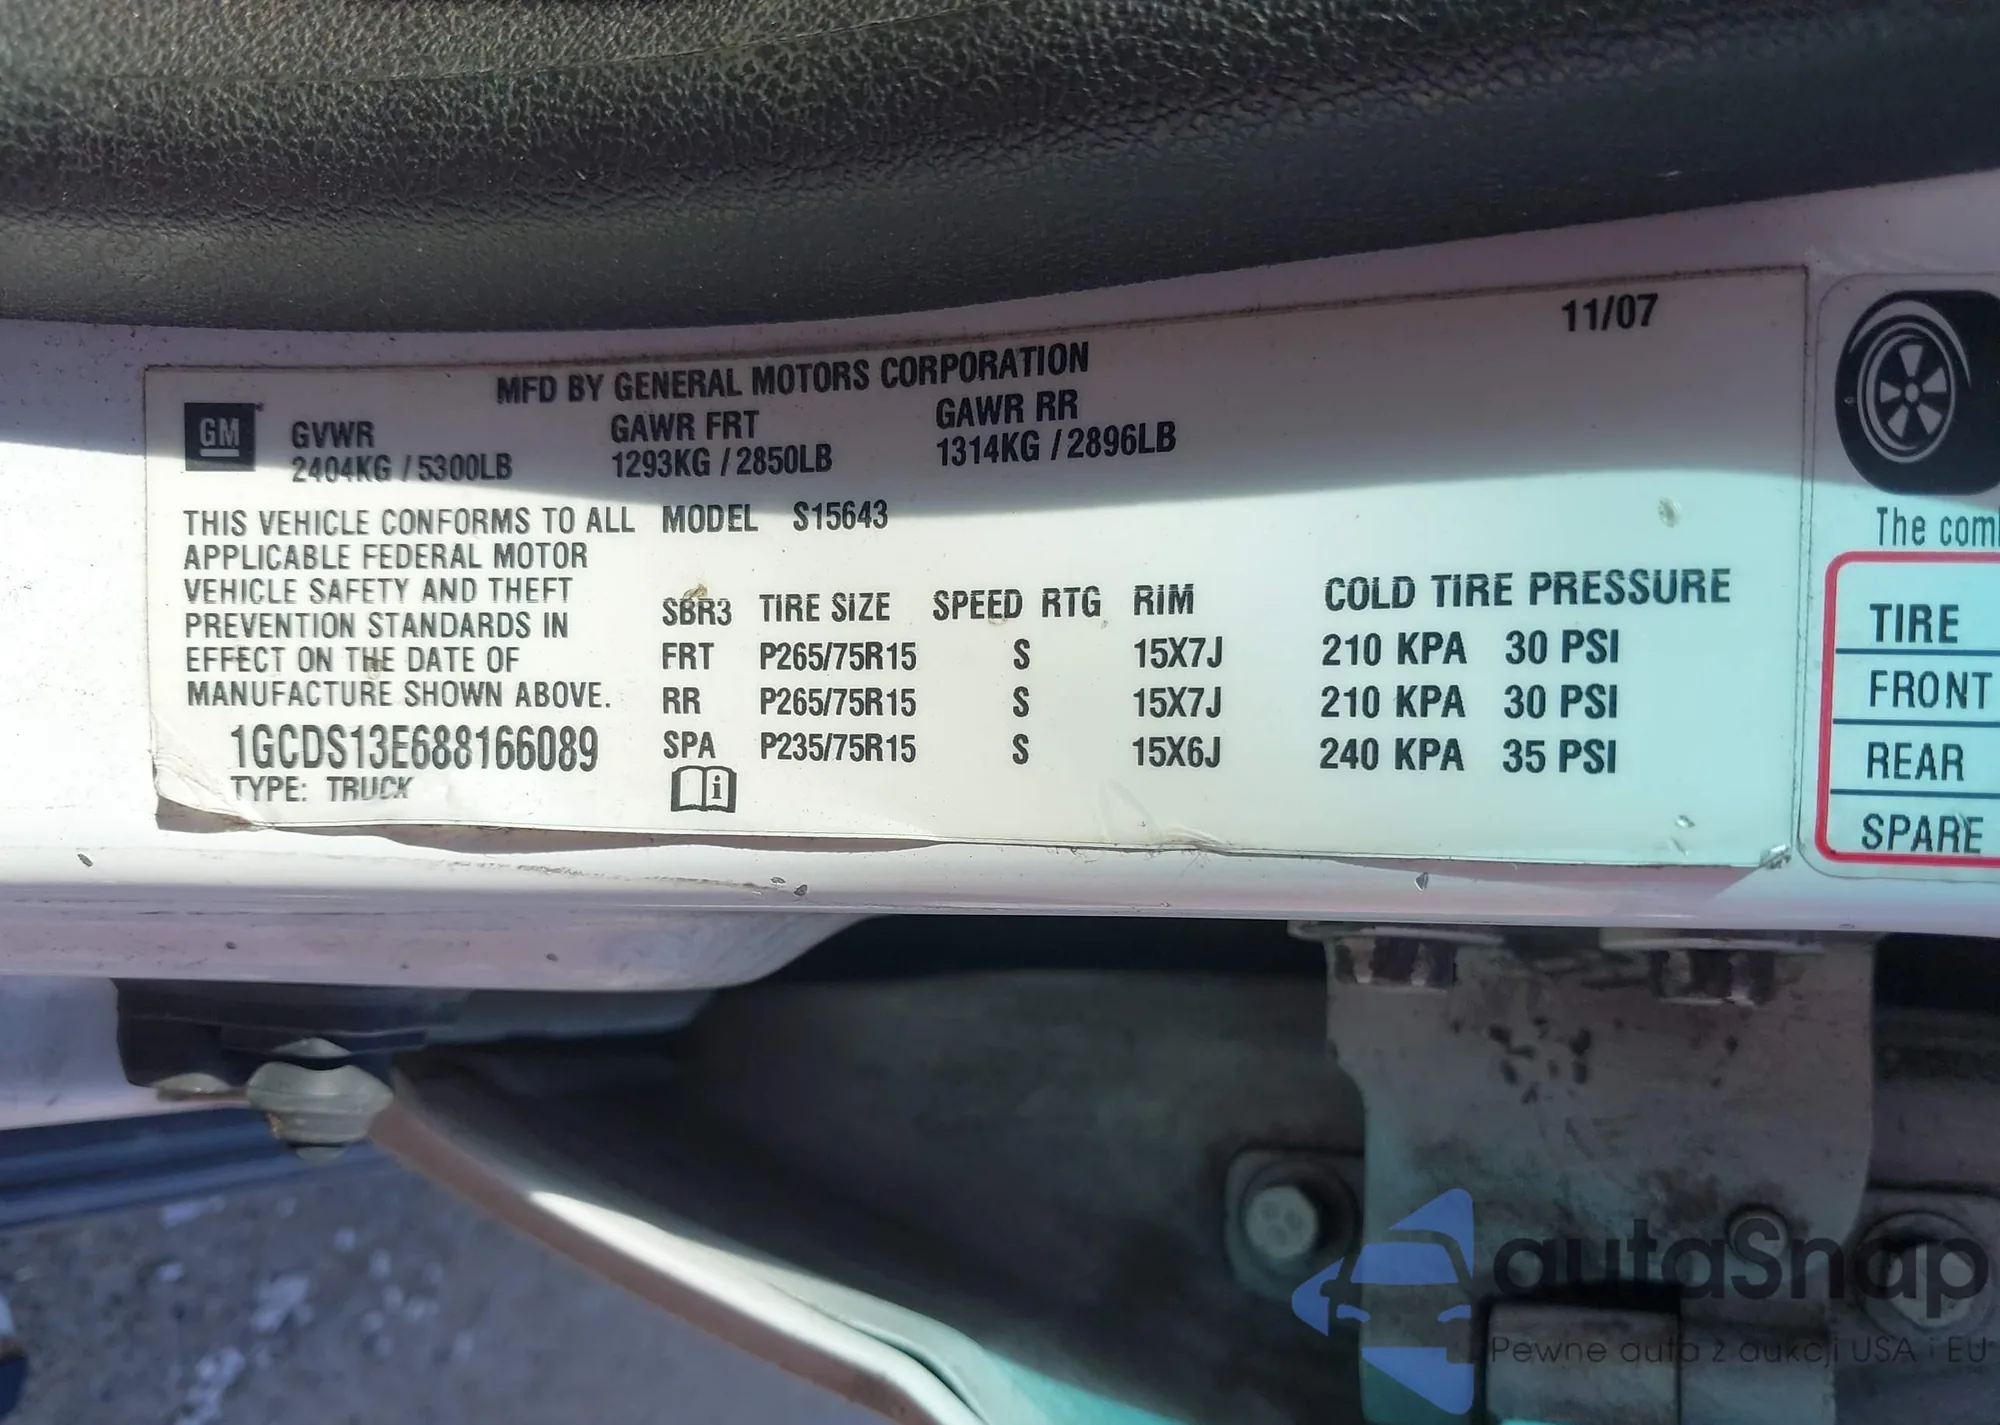 11/07
MFD BY GENERAL MOTORS CORPORATION
GM
GVWR GAWR FRT GAWR RR
2404KG / 5300LB 1293KG / 2850LB 1314KG / 2896LB
THIS VEHICLE CONFORMS TO ALL MODEL S15643
APPLICABLE FEDERAL MOTOR
VEHICLE SAFETY AND THEFT
PREVENTION STANDARDS IN
EFFECT ON THE DATE OF
MANUFACTURE SHOWN ABOVE.
1GCDS13E688166089
TYPE: TRUCK
SBR3 TIRE SIZE SPEED RTG RIM COLD TIRE PRESSURE
FRT P265/75R15 S 15X7J 210 KPA 30 PSI
RR P265/75R15 S 15X7J 210 KPA 30 PSI
SPA P235/75R15 S 15X6J 240 KPA 35 PSI
i
The com
TIRE
FRONT
REAR
SPARE
autaSnap
Pewne auta z aukcji USA i EU